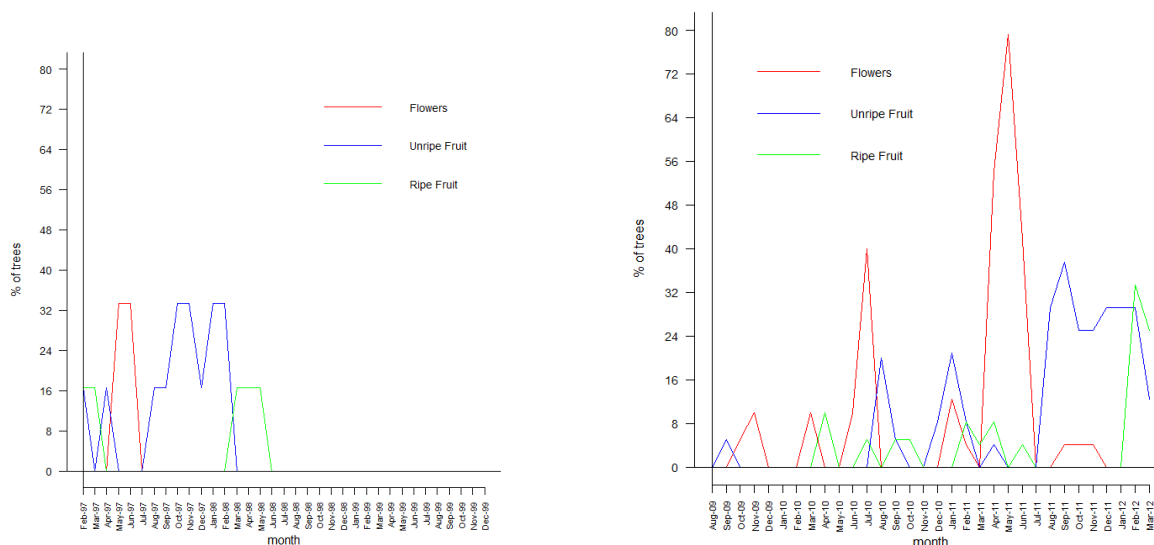 80
72
64
56
48
40
32
24
16
8
0
% of trees
Flowers
Unripe Fruit
Ripe Fruit
Feb-97
Mar-97
Apr-97
May-97
Jun-97
Jul-97
Aug-97
Sep-97
Oct-97
Nov-97
Dec-97
Jan-98
Feb-98
Mar-98
Apr-98
May-98
Jun-98
Jul-98
Aug-98
Sep-98
Oct-98
Nov-98
Dec-98
Jan-99
Feb-99
Mar-99
Apr-99
May-99
Jun-99
Jul-99
Aug-99
Sep-99
Oct-99
Nov-99
Dec-99
month
80
72
64
56
48
40
32
24
16
8
0
% of trees
Flowers
Unripe Fruit
Ripe Fruit
Aug-09
Sep-09
Oct-09
Nov-09
Dec-09
Jan-10
Feb-10
Mar-10
Apr-10
May-10
Jun-10
Jul-10
Aug-10
Sep-10
Oct-10
Nov-10
Dec-10
Jan-11
Feb-11
Mar-11
Apr-11
May-11
Jun-11
Jul-11
Aug-11
Sep-11
Oct-11
Nov-11
Dec-11
Jan-12
Feb-12
Mar-12
month